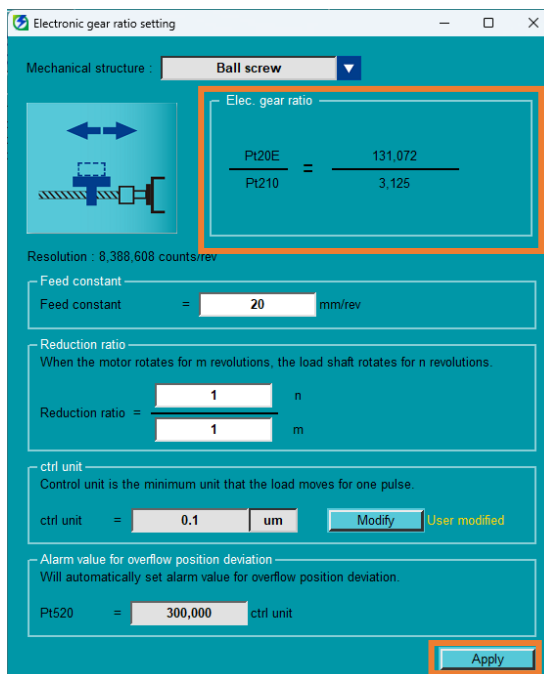 Electronic gear ratio setting
Mechanical structure : Ball screw
Elec. gear ratio
Pt20E = 131,072
Pt210 3,125
Resolution : 8,388,608 counts/rev
Feed constant
Feed constant = 20 mm/rev
Reduction ratio
When the motor rotates for m revolutions, the load shaft rotates for n revolutions.
1 n
Reduction ratio =
1 m
ctrl unit
Control unit is the minimum unit that the load moves for one pulse.
ctrl unit = 0.1 um Modify User modified
Alarm value for overflow position deviation
Will automatically set alarm value for overflow position deviation.
Pt520 = 300,000 ctrl unit
Apply